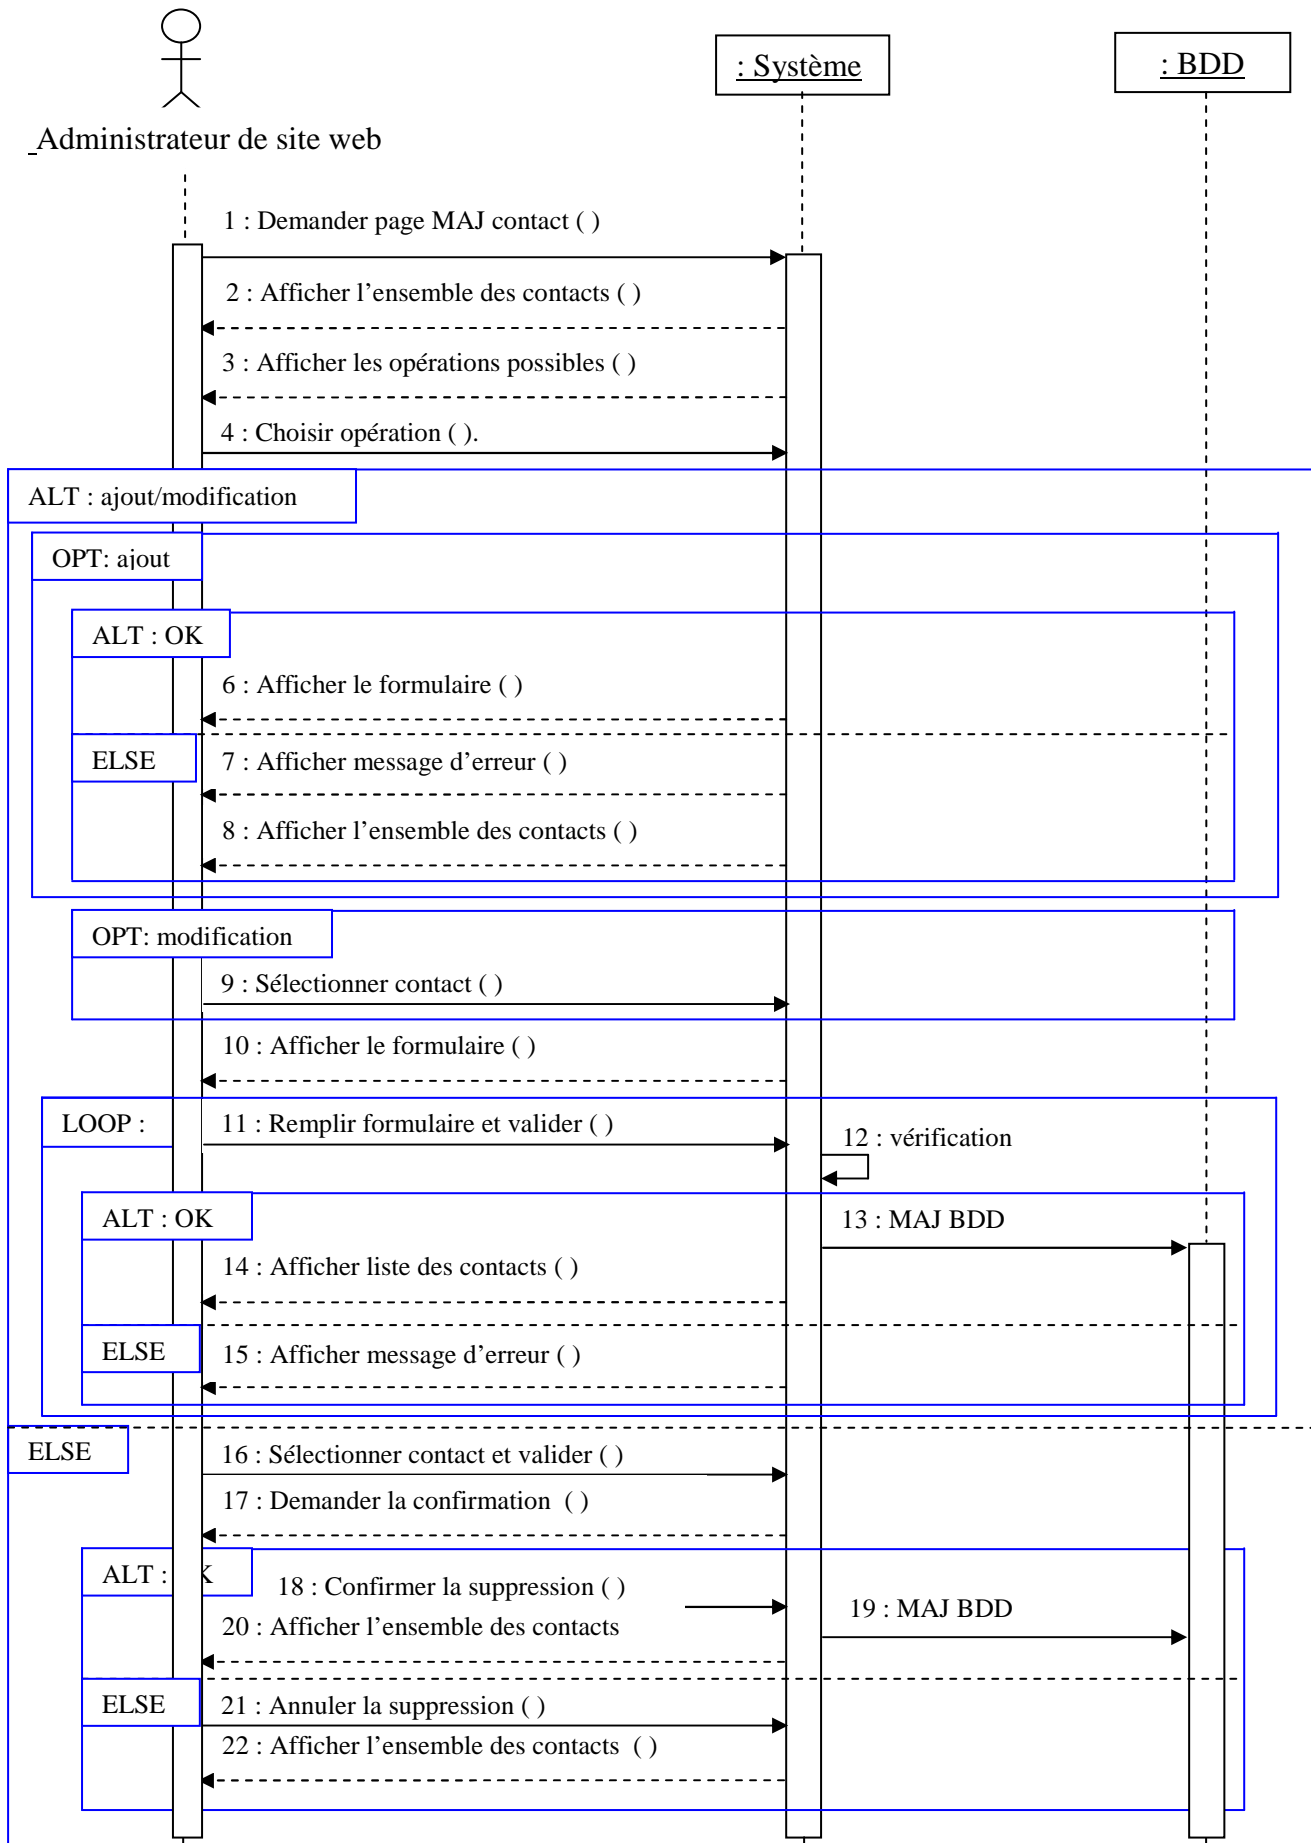 : Système
: BDD
Administrateur de site web
1 : Demander page MAJ contact ( )
2 : Afficher l’ensemble des contacts ( )
3 : Afficher les opérations possibles ( )
4 : Choisir opération ( ).
ALT : ajout/modification
OPT: ajout
ALT : OK
6 : Afficher le formulaire ( )
ELSE
7 : Afficher message d’erreur ( )
8 : Afficher l’ensemble des contacts ( )
OPT: modification
9 : Sélectionner contact ( )
10 : Afficher le formulaire ( )
LOOP :
11 : Remplir formulaire et valider ( )
12 : vérification
ALT : OK
13 : MAJ BDD
14 : Afficher liste des contacts ( )
ELSE
15 : Afficher message d’erreur ( )
ELSE
16 : Sélectionner contact et valider ( )
17 : Demander la confirmation ( )
ALT : K
18 : Confirmer la suppression ( )
19 : MAJ BDD
20 : Afficher l’ensemble des contacts
ELSE
21 : Annuler la suppression ( )
22 : Afficher l’ensemble des contacts ( )